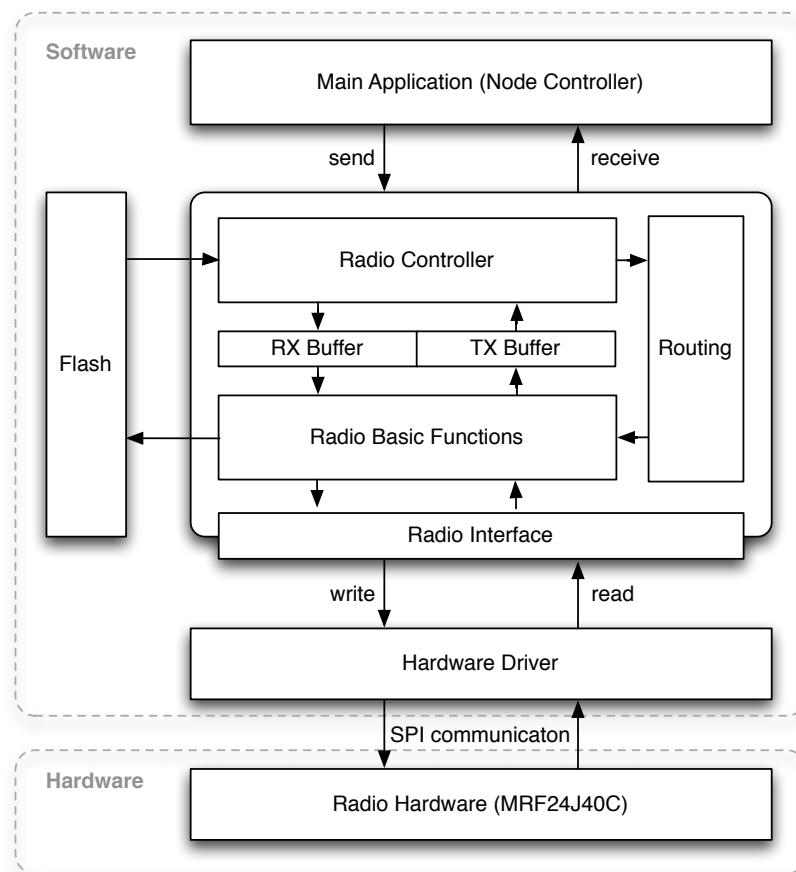 Software
Main Application (Node Controller)
send
receive
Radio Controller
RX Buffer
TX Buffer
Routing
Flash
Radio Basic Functions
Radio Interface
write
read
Hardware Driver
SPI communicaton
Hardware
Radio Hardware (MRF24J40C)